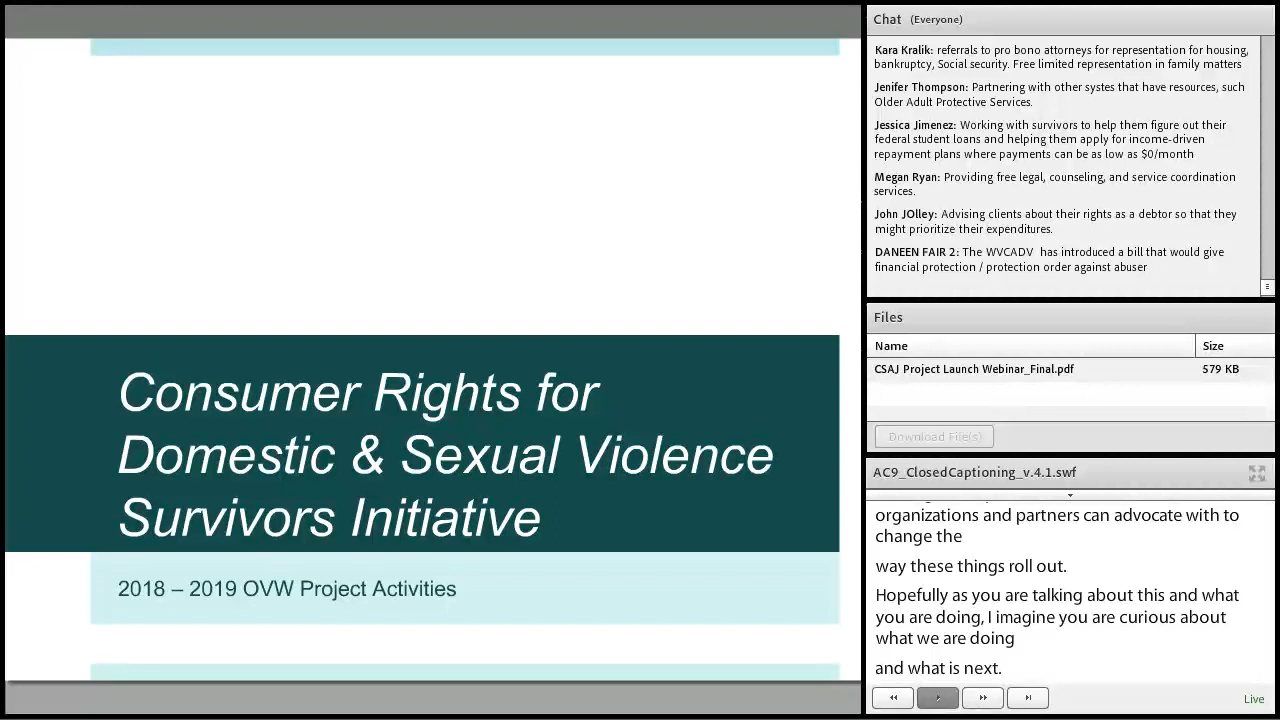 Consumer Rights for
Domestic & Sexual Violence
Survivors Initiative
2018 – 2019 OVW Project Activities
Chat (Everyone)
Kara Kralik: referrals to pro bono attorneys for representation for housing,
bankruptcy, Social security. Free limited representation in family matters
Jenifer Thompson: Partnering with other systes that have resources, such
Older Adult Protective Services.
Jessica Jimenez: Working with survivors to help them figure out their
federal student loans and helping them apply for income-driven
repayment plans where payments can be as low as $0/month
Megan Ryan: Providing free legal, counseling, and service coordination
services.
John JOlley: Advising clients about their rights as a debtor so that they
might prioritize their expenditures.
DANEEN FAIR 2: The WVCADV has introduced a bill that would give
financial protection / protection order against abuser
Files
Name Size
CSAJ Project Launch Webinar_Final.pdf 579 KB
Download File(s)
AC9_ClosedCaptioning_v.4.1.swf
organizations and partners can advocate with to
change the
way these things roll out.
Hopefully as you are talking about this and what
you are doing, I imagine you are curious about
what we are doing
and what is next.
Live